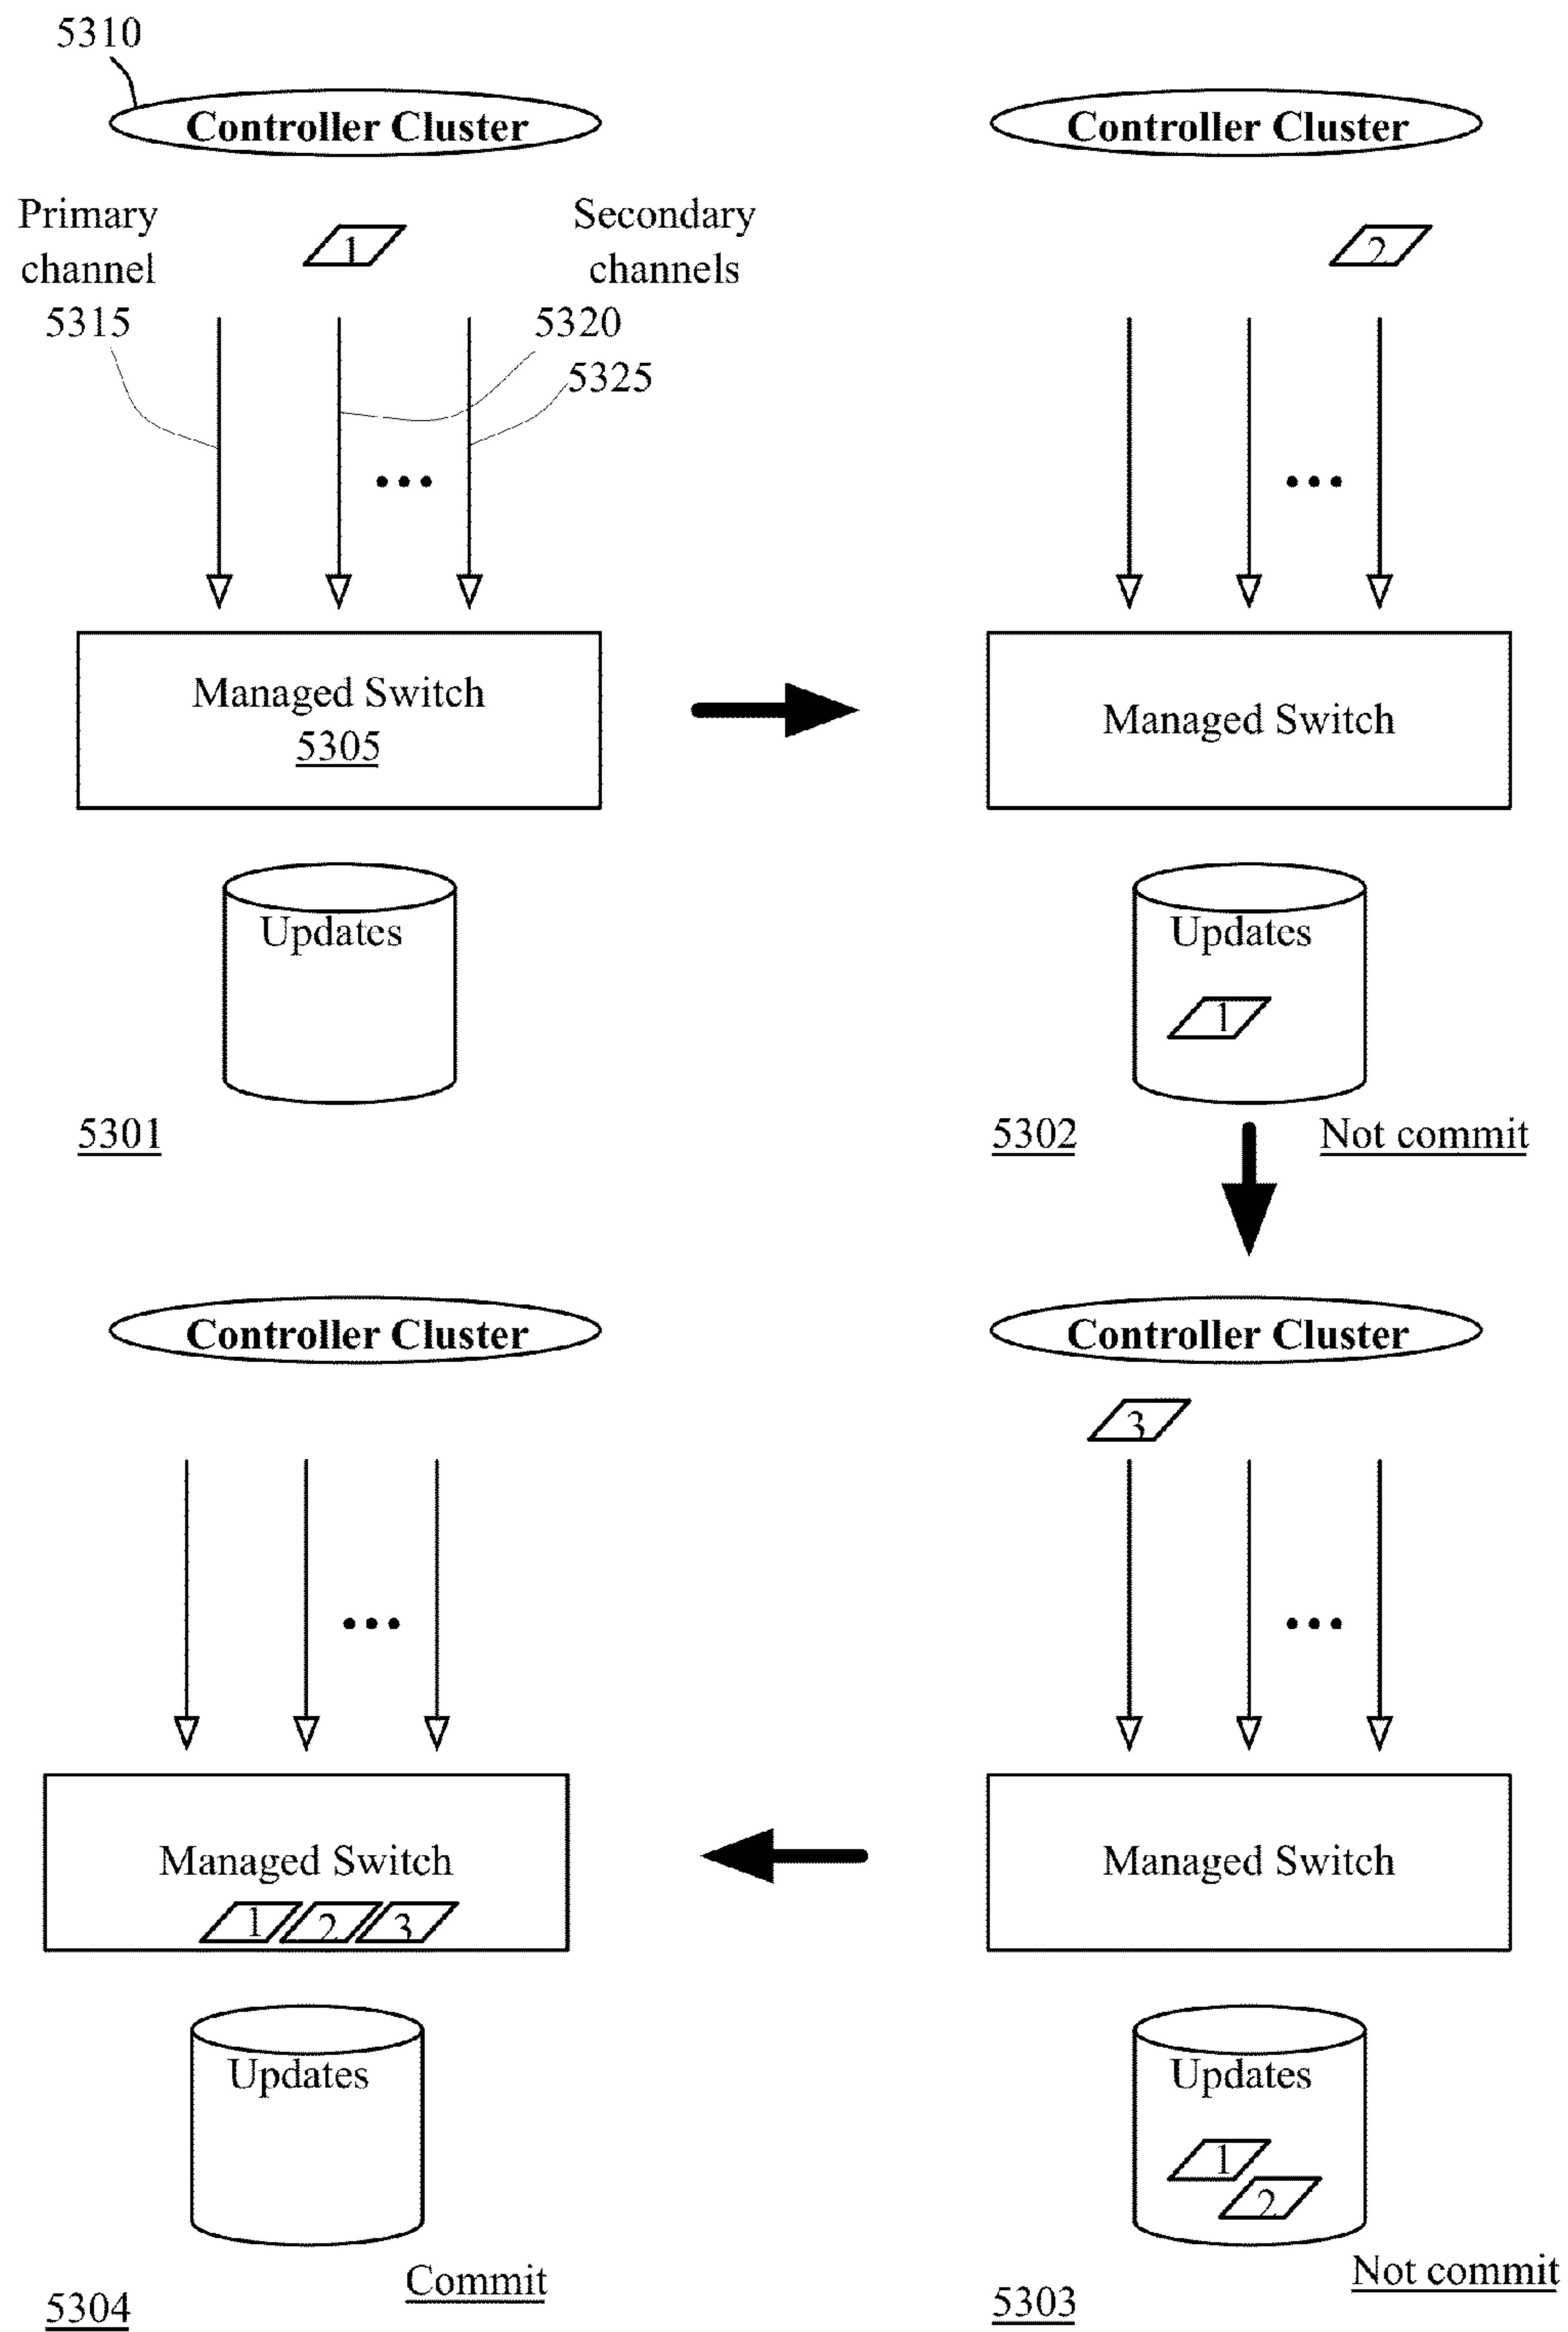 5310
Controller Cluster
Primary
channel
5315
1
Secondary
channels
5320
5325
...
Managed Switch
5305
Updates
5301
Controller Cluster
2
...
Managed Switch
Updates
1
5302
Not commit
Controller Cluster
3
...
Managed Switch
Updates
1
2
5303
Not commit
Controller Cluster
...
Managed Switch
1 2 3
Updates
5304
Commit